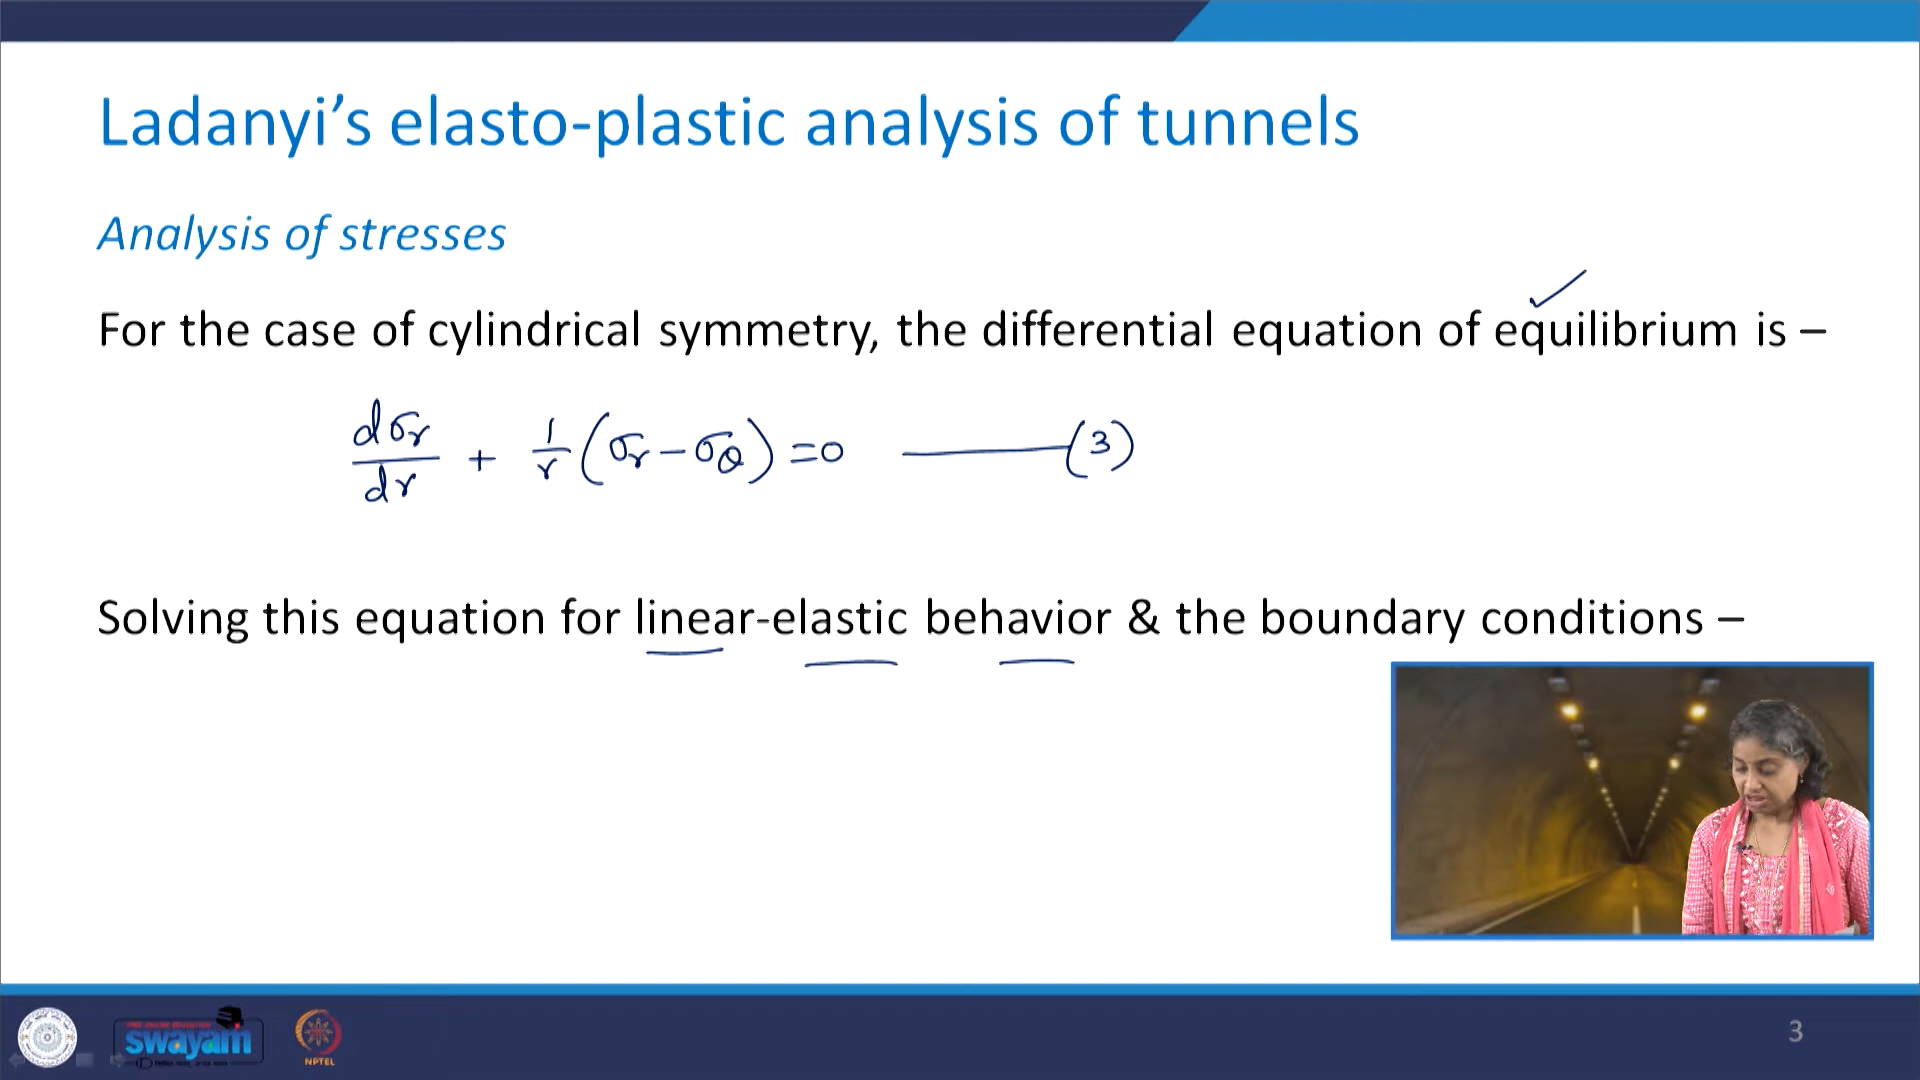 Ladanyi's elasto-plastic analysis of tunnels
Analysis of stresses
For the case of cylindrical symmetry, the differential equation of equilibrium is –
dσr/dr + 1/r (σr − σθ) = 0 —— (3)
Solving this equation for linear-elastic behavior & the boundary conditions –
swayam
NPTEL
3